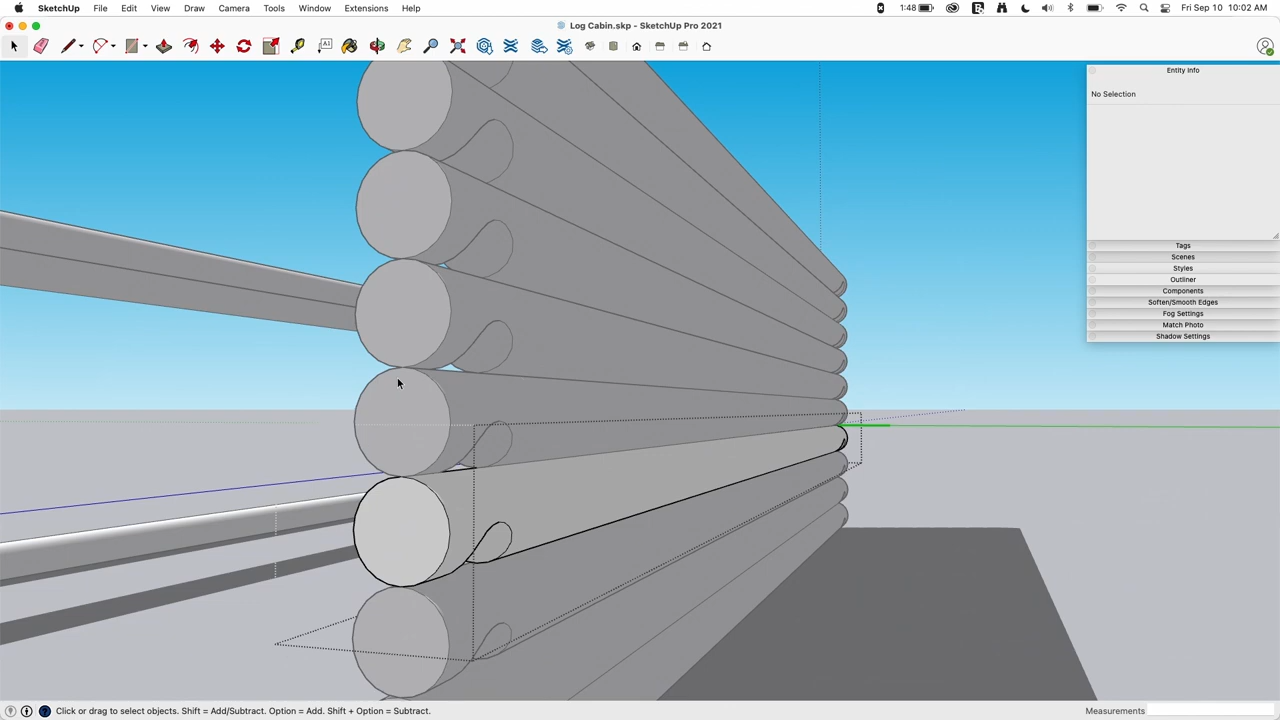 SketchUp File Edit View Draw Camera Tools Window Extensions Help 1:48 Fri Sep 10 10:02 AM
Log Cabin.skp - SketchUp Pro 2021
A1
Entity Info
No Selection
Tags
Scenes
Styles
Outliner
Components
Soften/Smooth Edges
Fog Settings
Match Photo
Shadow Settings
Click or drag to select objects. Shift = Add/Subtract. Option = Add. Shift + Option = Subtract. Measurements